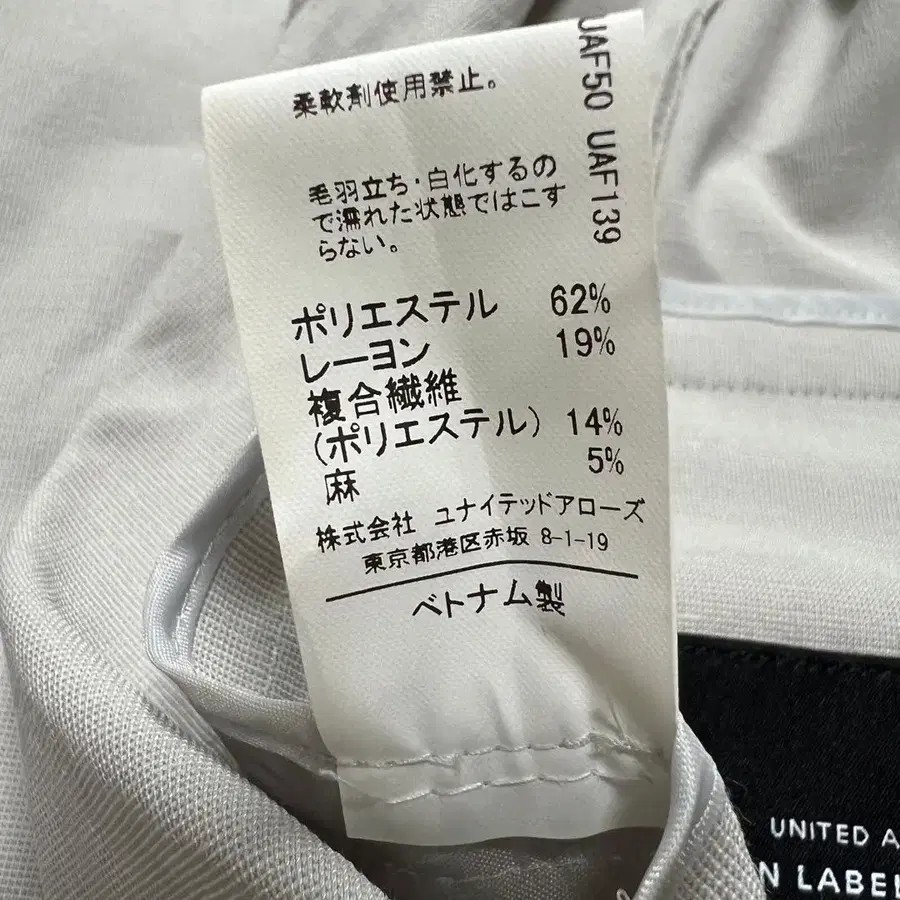 柔軟剤使用禁止。
毛羽立ち・白化するの
で濡れた状態ではこす
らない。
ポリエステル 62%
レーヨン 19%
複合繊維
(ポリエステル) 14%
麻 5%
株式会社 ユナイテッドアローズ
東京都港区赤坂 8-1-19
ベトナム製
UAF50 UAF139
UNITED A
N LABEL